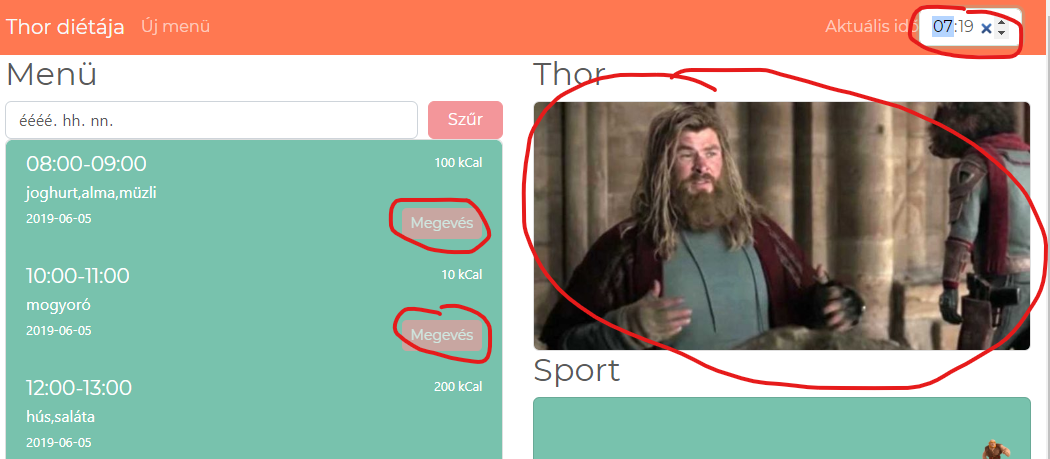 Thor diétája Új menü Aktuális idő 07:19
Menü
éééé. hh. nn. Szűr
08:00-09:00 100 kCal
joghurt,alma,müzli
2019-06-05
Megevés
10:00-11:00 10 kCal
mogyoró
2019-06-05
Megevés
12:00-13:00 200 kCal
hús,saláta
2019-06-05
Thor
Sport